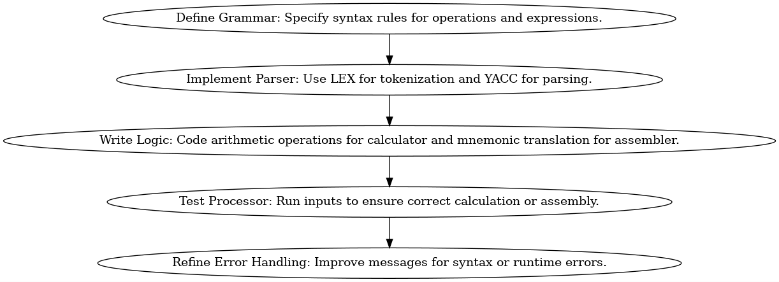 Define Grammar: Specify syntax rules for operations and expressions.
Implement Parser: Use LEX for tokenization and YACC for parsing.
Write Logic: Code arithmetic operations for calculator and mnemonic translation for assembler.
Test Processor: Run inputs to ensure correct calculation or assembly.
Refine Error Handling: Improve messages for syntax or runtime errors.